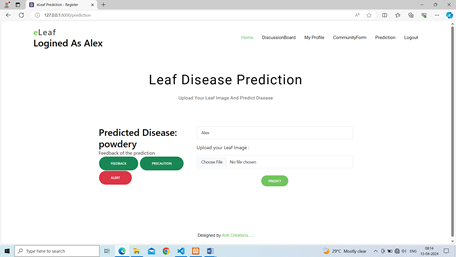 eLeaf Prediction - Register
127.0.0.1:8000/prediction
eLeaf
Logined As Alex
Home
DiscussionBoard
My Profile
CommunityForm
Prediction
Logout
Leaf Disease Prediction
Upload Your Leaf Image And Predict Disease
Predicted Disease:
powdery
Feedback of the prediction
FEEDBACK
PRECAUTION
ALERT
Alex
Upload your Leaf Image :
Choose File No file chosen
PREDICT
Designed by
Type here to search
29°C Mostly clear
ENG
08:14
15-04-2024